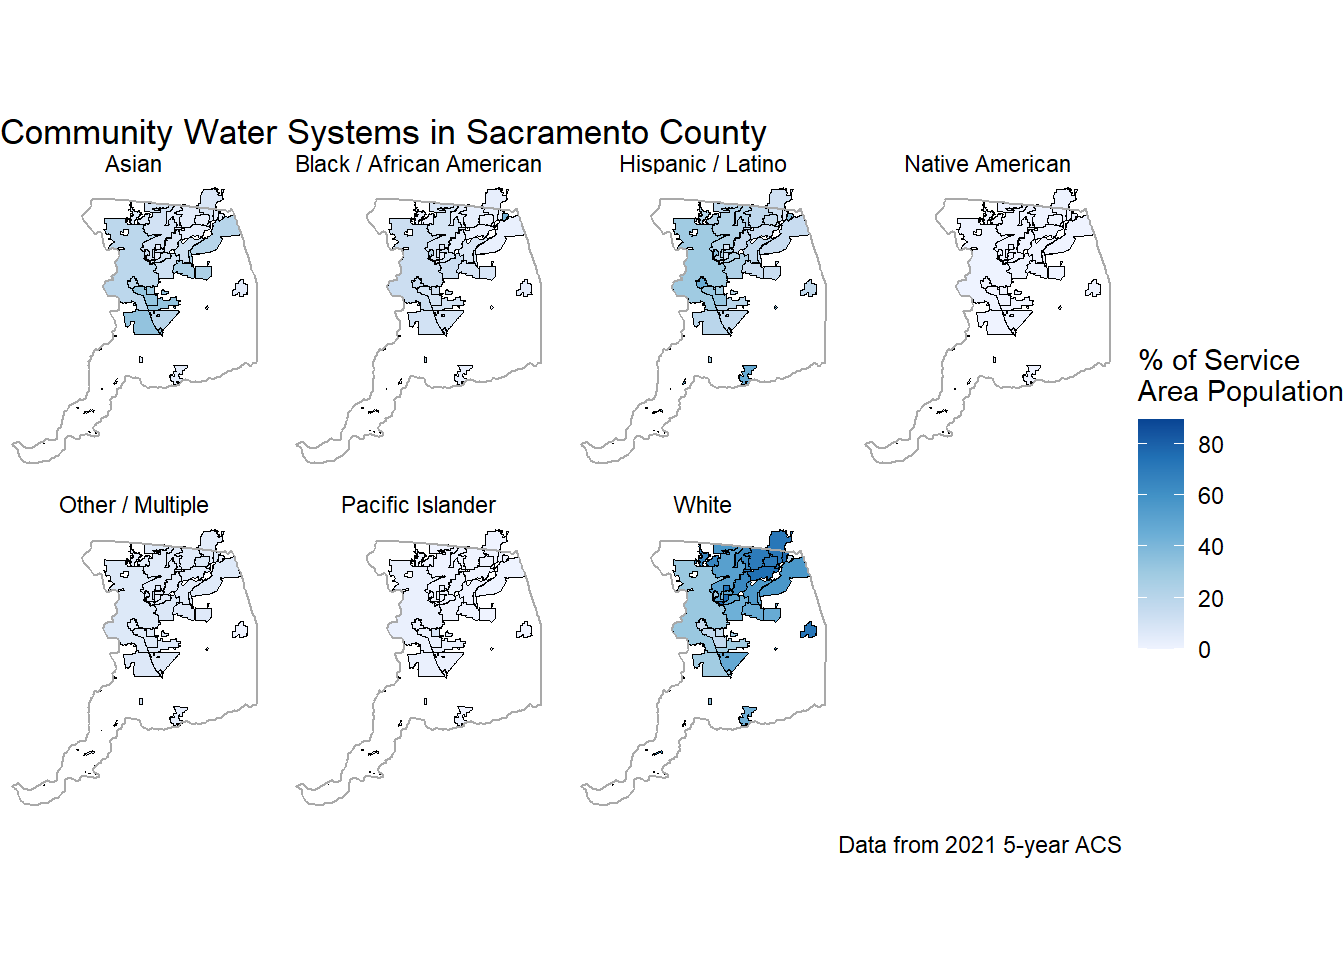 Community Water Systems in Sacramento County
Asian
Black / African American
Hispanic / Latino
Native American
Other / Multiple
Pacific Islander
White
% of Service
Area Population
80
60
40
20
0
Data from 2021 5-year ACS